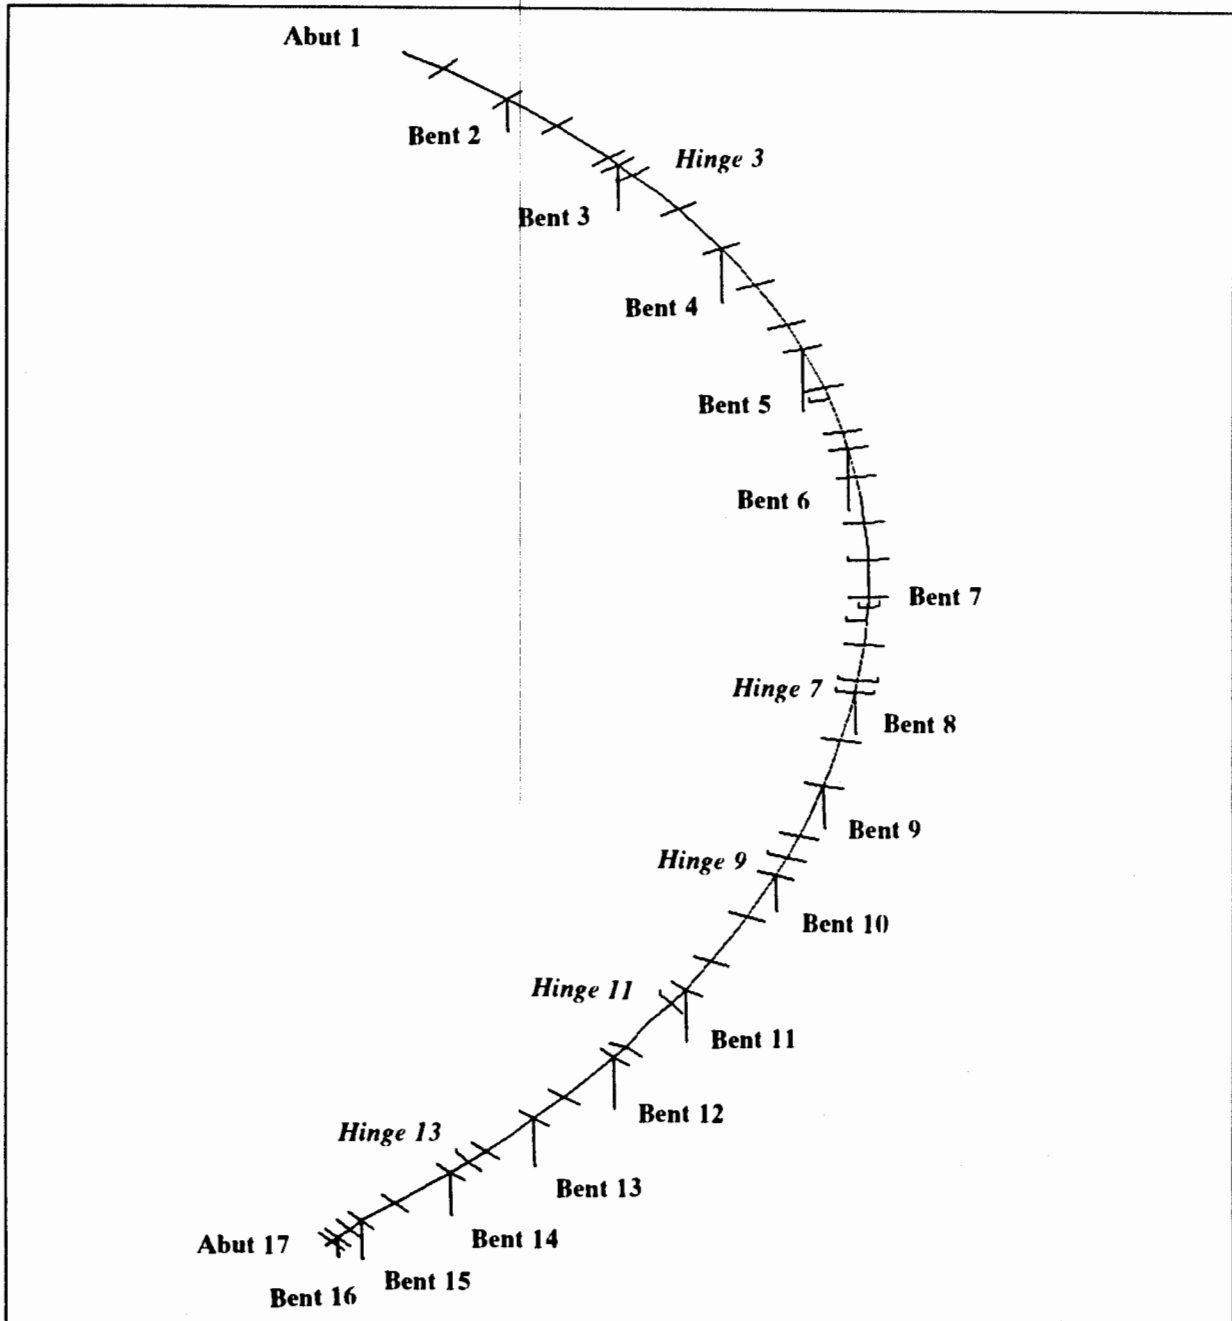 Abut 1
Bent 2
Hinge 3
Bent 3
Bent 4
Bent 5
Bent 6
Bent 7
Hinge 7
Bent 8
Bent 9
Hinge 9
Bent 10
Hinge 11
Bent 11
Bent 12
Hinge 13
Bent 13
Bent 14
Abut 17
Bent 15
Bent 16